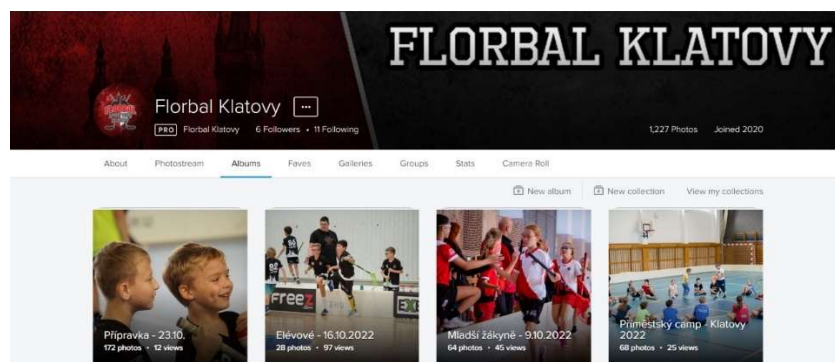 FLORBAL KLATOVY
Florbal Klatovy ...
PRO Florbal Klatovy 6 Followers • 11 Following
1,227 Photos Joined 2020
About Photostream Albums Faves Galleries Groups Stats Camera Roll
New album New collection View my collections
FREEZ EXE
Přípravka - 23.10.
172 photos • 12 views
Elévové - 16.10.2022
28 photos • 97 views
Mladší žákyně - 9.10.2022
64 photos • 45 views
Příměstský camp - Klatovy
2022
68 photos • 25 views